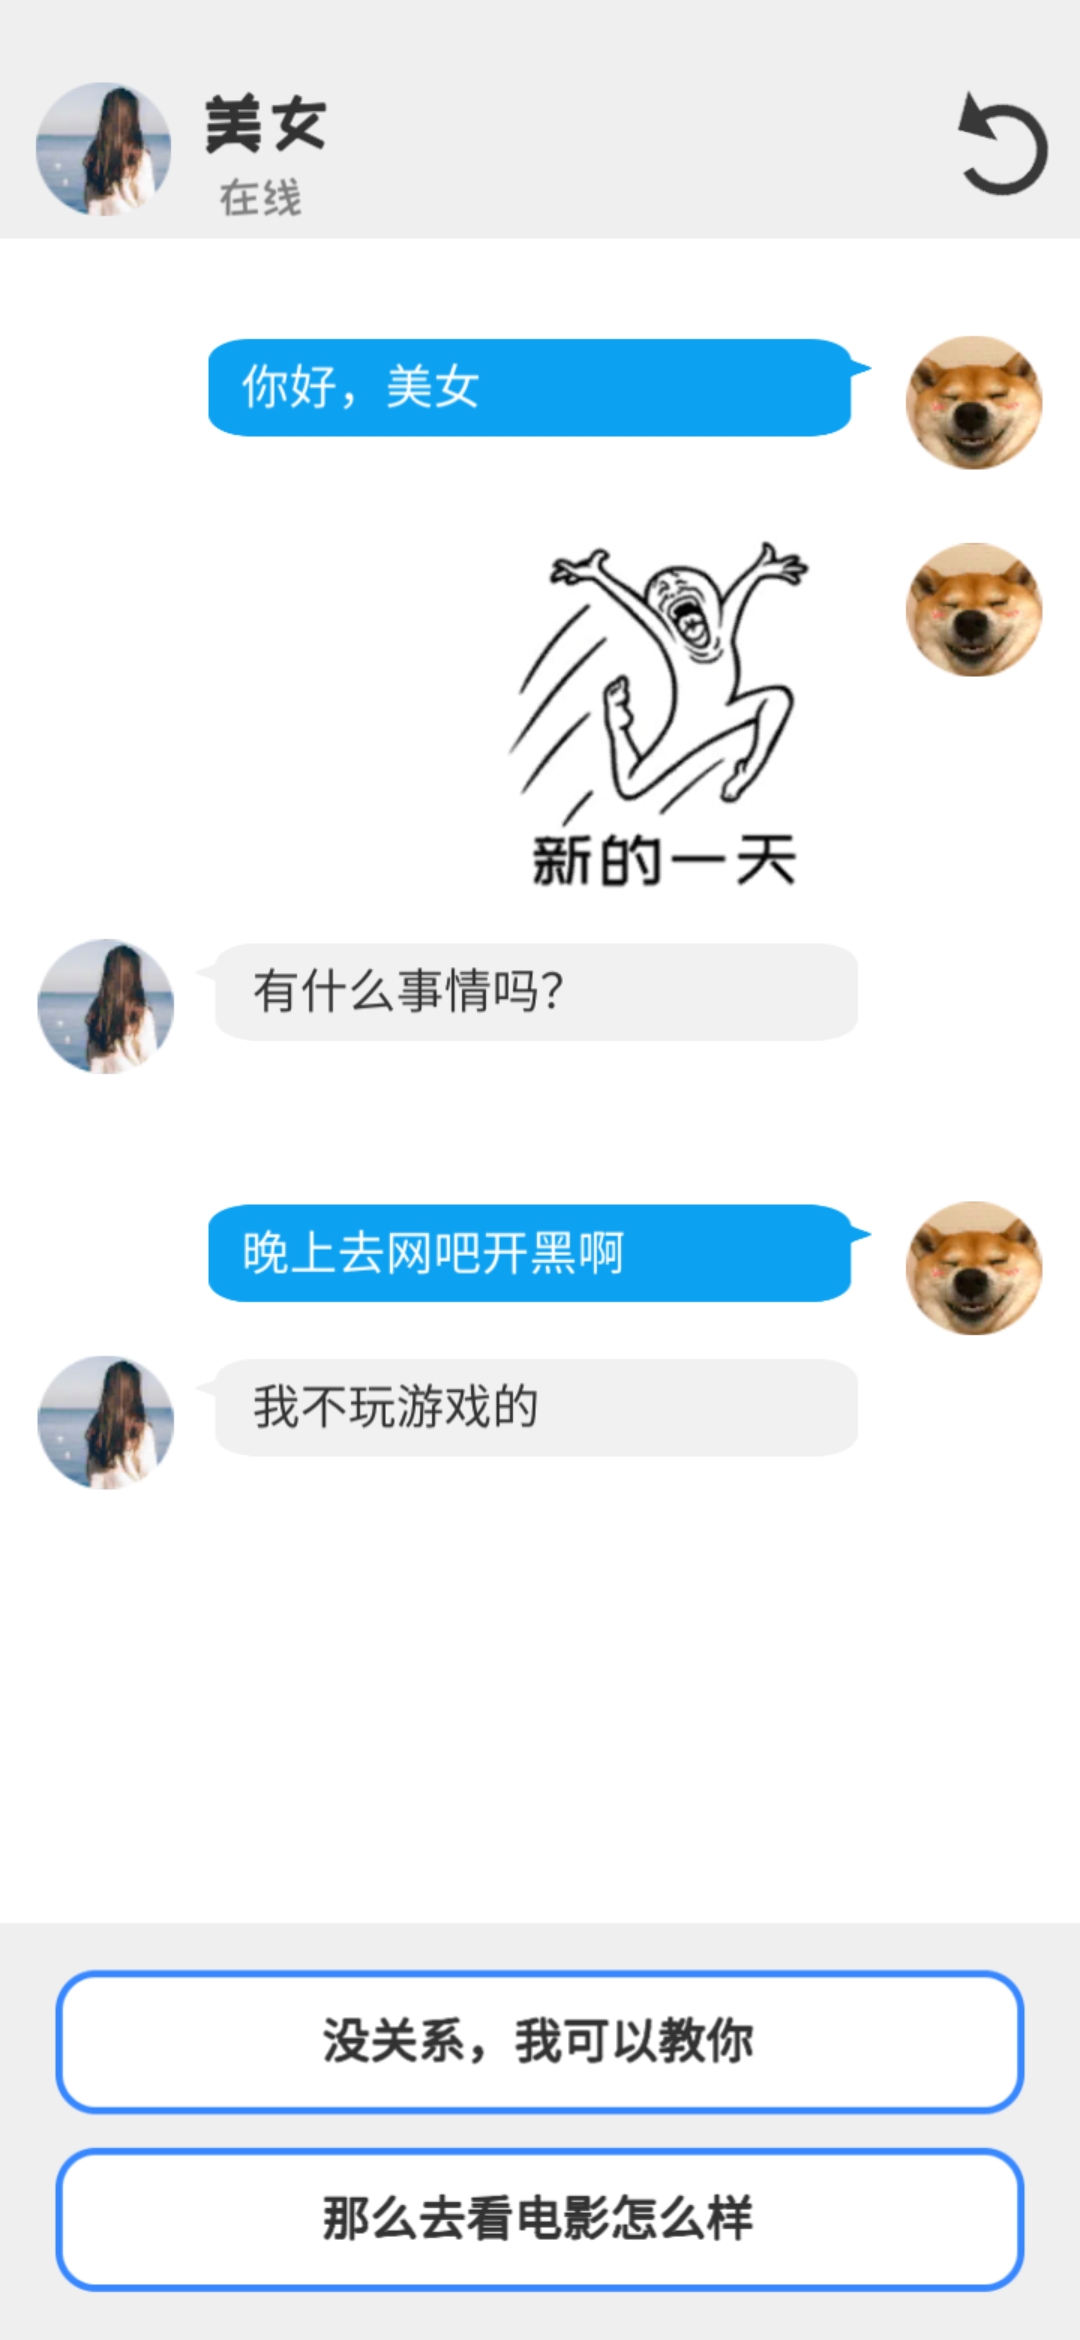 美女
在线
你好，美女
新的一天
有什么事情吗？
晚上去网吧开黑啊
我不玩游戏的
没关系，我可以教你
那么去看电影怎么样